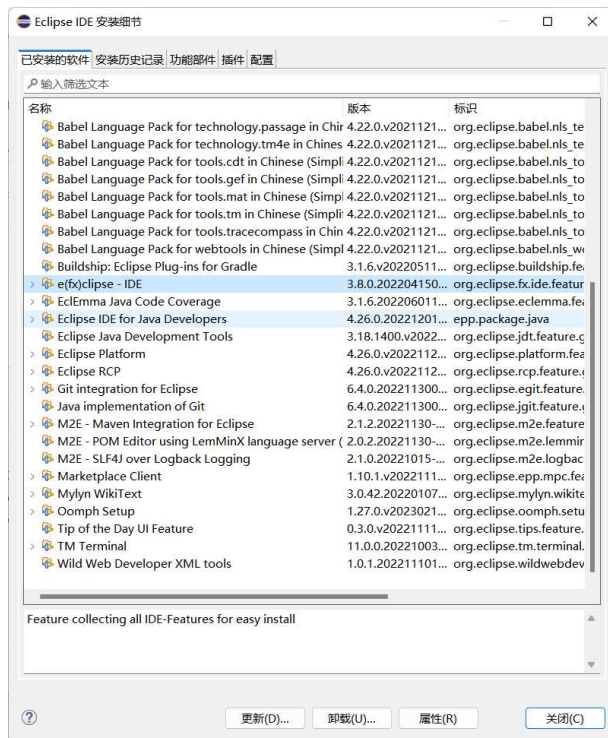 Eclipse IDE 安装细节
已安装的软件 安装历史记录 功能部件 插件 配置
输入筛选文本
名称 版本 标识
Babel Language Pack for technology.passage in Chir 4.22.0.v2021121... org.eclipse.babel.nls_te
Babel Language Pack for technology.tm4e in Chines 4.22.0.v2021121... org.eclipse.babel.nls_te
Babel Language Pack for tools.cdt in Chinese (Simpli 4.22.0.v2021121... org.eclipse.babel.nls_to
Babel Language Pack for tools.gef in Chinese (Simpli 4.22.0.v2021121... org.eclipse.babel.nls_to
Babel Language Pack for tools.mat in Chinese (Simpl 4.22.0.v2021121... org.eclipse.babel.nls_to
Babel Language Pack for tools.tm in Chinese (Simplif 4.22.0.v2021121... org.eclipse.babel.nls_to
Babel Language Pack for tools.tracecompass in Chin 4.22.0.v2021121... org.eclipse.babel.nls_to
Babel Language Pack for webtools in Chinese (Simpl 4.22.0.v2021121... org.eclipse.babel.nls_we
Buildship: Eclipse Plug-ins for Gradle 3.1.6.v20220511... org.eclipse.buildship.fea
e(fx)clipse - IDE 3.8.0.202204150... org.eclipse.fx.ide.featur
EclEmma Java Code Coverage 3.1.6.202206011... org.eclipse.eclemma.fea
Eclipse IDE for Java Developers 4.26.0.20221201... epp.package.java
Eclipse Java Development Tools 3.18.1400.v2022... org.eclipse.jdt.feature.g
Eclipse Platform 4.26.0.v2022112... org.eclipse.platform.fea
Eclipse RCP 4.26.0.v2022112... org.eclipse.rcp.feature.g
Git integration for Eclipse 6.4.0.202211300... org.eclipse.egit.feature.
Java implementation of Git 6.4.0.202211300... org.eclipse.jgit.feature.g
M2E - Maven Integration for Eclipse 2.1.2.20221130-... org.eclipse.m2e.feature
M2E - POM Editor using LemMinX language server ( 2.0.2.20221130-... org.eclipse.m2e.lemmir
M2E - SLF4J over Logback Logging 2.1.0.20221015-... org.eclipse.m2e.logbac
Marketplace Client 1.10.1.v2022111... org.eclipse.epp.mpc.fea
Mylyn WikiText 3.0.42.20220107... org.eclipse.mylyn.wikite
Oomph Setup 1.27.0.v2023021... org.eclipse.oomph.setu
Tip of the Day UI Feature 0.3.0.v20221111... org.eclipse.tips.feature.
TM Terminal 11.0.0.20221003... org.eclipse.tm.terminal.
Wild Web Developer XML tools 1.0.1.202211101... org.eclipse.wildwebdev
Feature collecting all IDE-Features for easy install
更新(D)... 卸载(U)... 属性(R) 关闭(C)